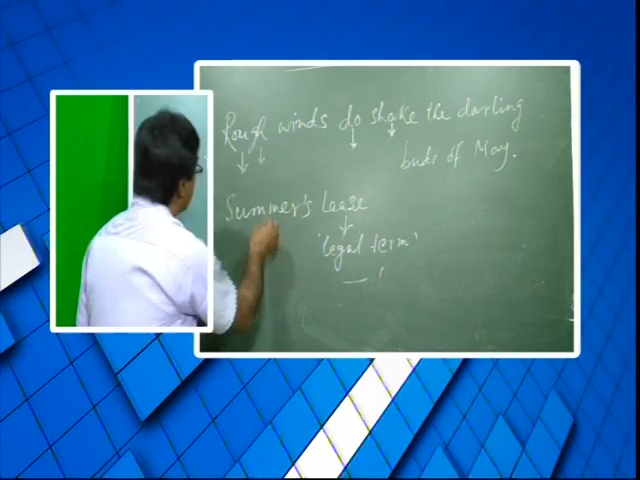 Rough winds do shake the darling
buds of May.
Summer's lease
'legal term'